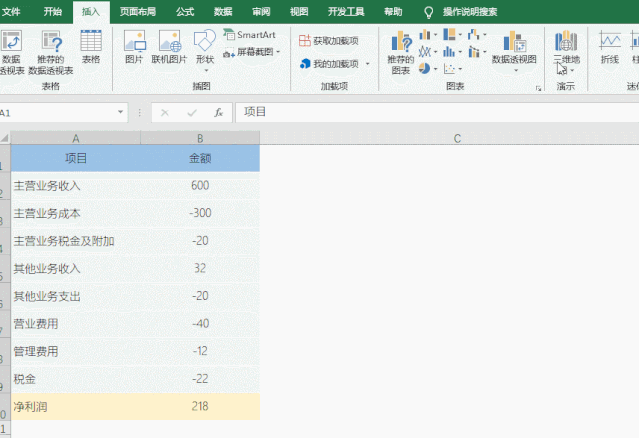 文件 开始 插入 页面布局 公式 数据 审阅 视图 开发工具 帮助 操作说明搜索
数据
透视表
推荐的
数据透视表
表格
图片
联机图片
形状
SmartArt
屏幕截图
获取加载项
我的加载项
推荐的
图表
数据透视图
三维地
图
折线
柱
表格 插图 加载项 图表 演示 迷你
A1 fx 项目
A B C
1 项目 金额
2 主营业务收入 600
3 主营业务成本 -300
4 主营业务税金及附加 -20
5 其他业务收入 32
6 其他业务支出 -20
7 营业费用 -40
8 管理费用 -12
9 税金 -22
0 净利润 218
1